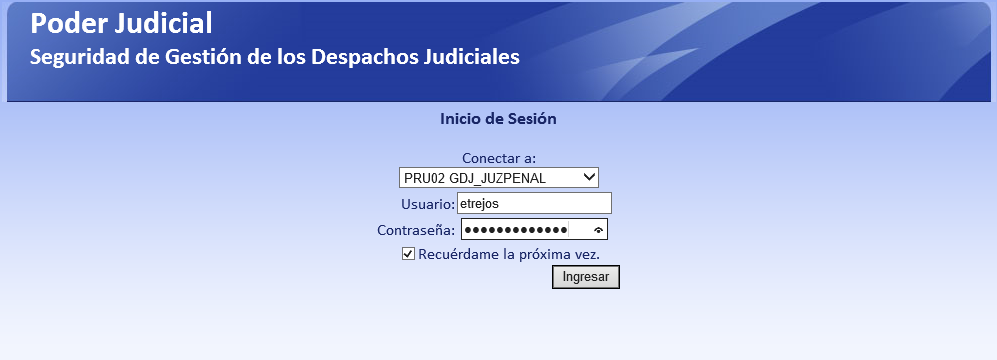 Poder Judicial
Seguridad de Gestión de los Despachos Judiciales
Inicio de Sesión
Conectar a:
PRU02 GDJ_JUZPENAL
Usuario: etrejos
Contraseña: ●●●●●●●●●●●●●
Recuérdame la próxima vez.
Ingresar